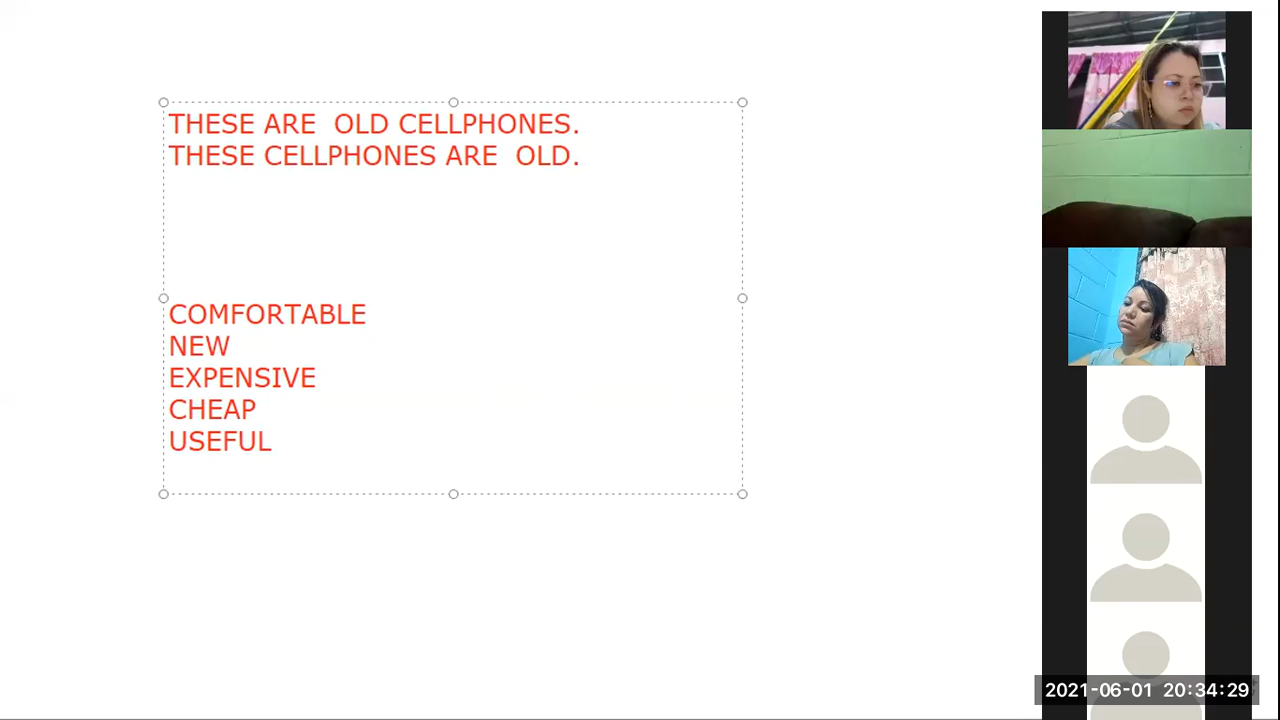 THESE ARE  OLD CELLPHONES.
THESE CELLPHONES ARE  OLD.
COMFORTABLE
NEW
EXPENSIVE
CHEAP
USEFUL
2021-06-01 20:34:29